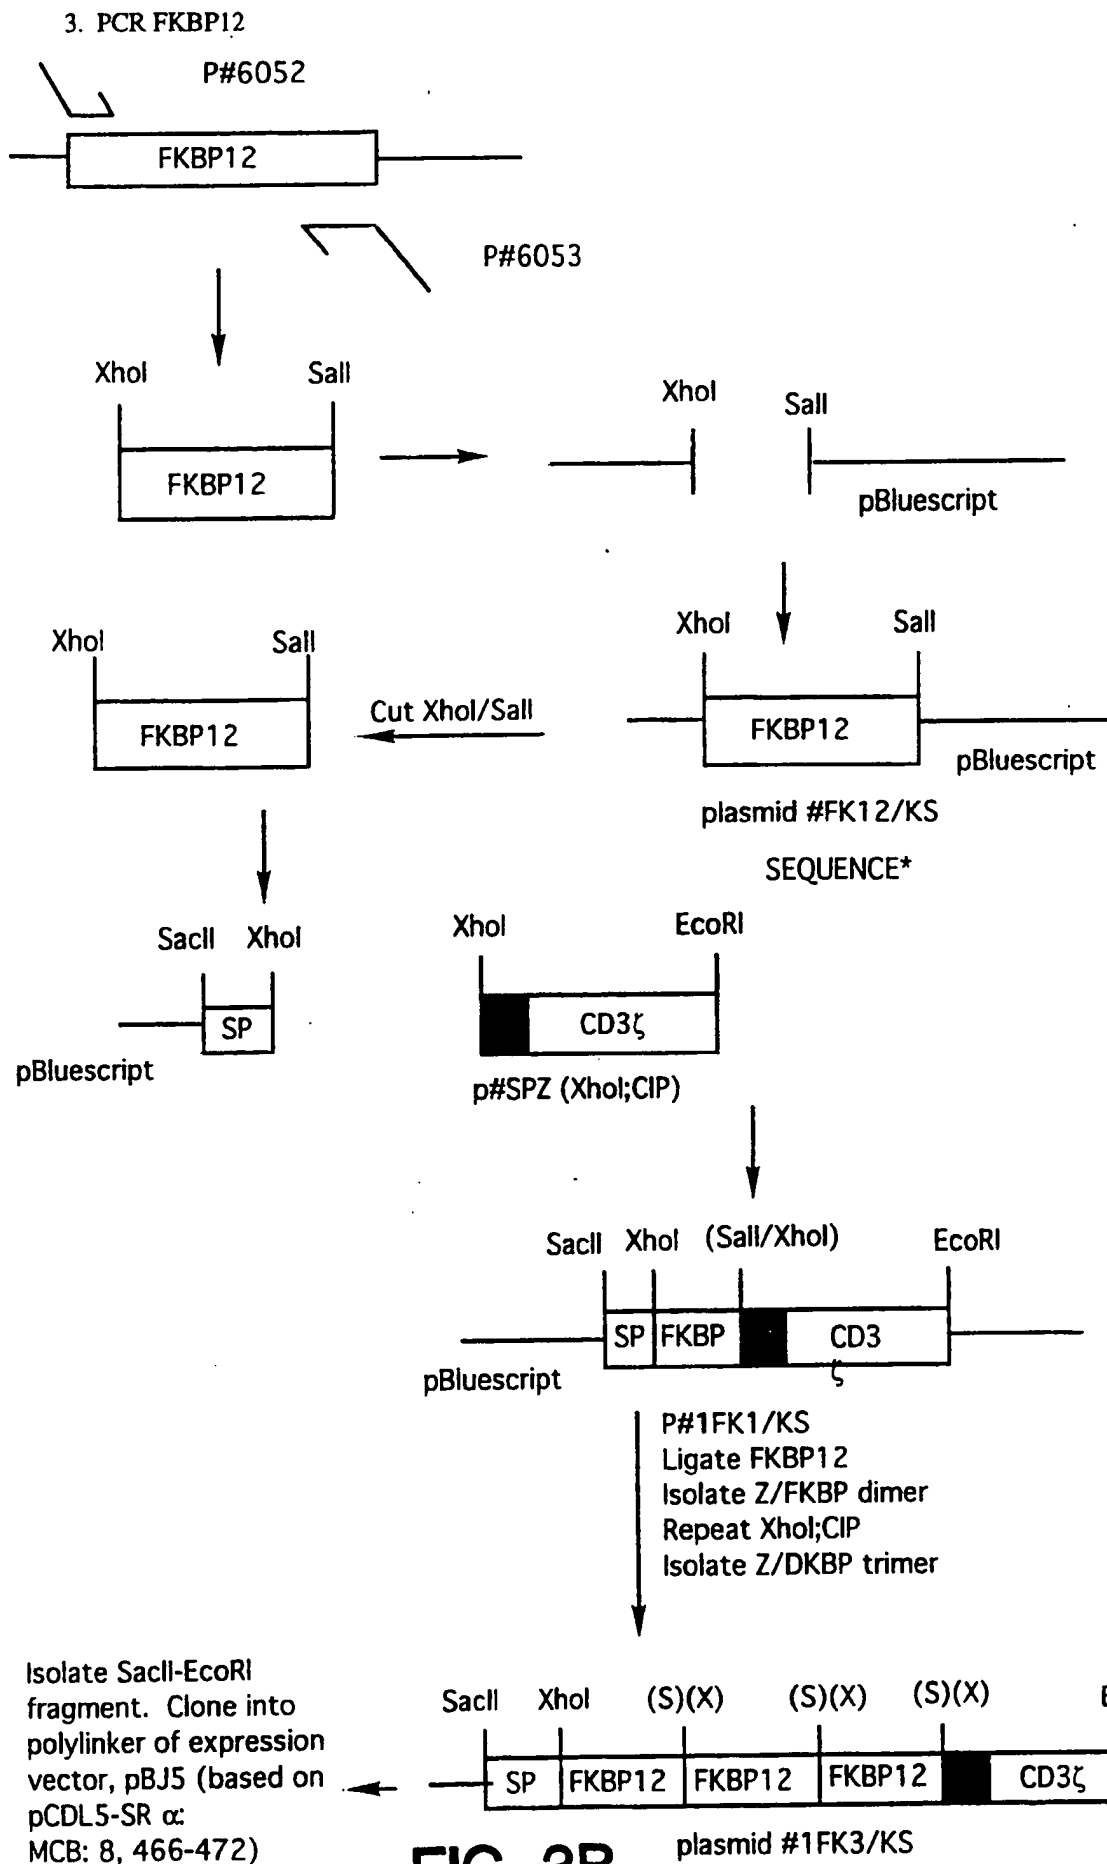 3. PCR FKBP12
P#6052
FKBP12
P#6053
XhoI SalI
FKBP12
XhoI SalI
pBluescript
XhoI SalI
FKBP12
Cut XhoI/SalI
XhoI SalI
FKBP12
pBluescript
plasmid #FK12/KS
SEQUENCE*
SacII XhoI
SP
pBluescript
XhoI EcoRI
CD3ζ
p#SPZ (XhoI;CIP)
SacII XhoI (SalI/XhoI) EcoRI
SP FKBP CD3
ζ
pBluescript
P#1FK1/KS
Ligate FKBP12
Isolate Z/FKBP dimer
Repeat XhoI;CIP
Isolate Z/DKBP trimer
Isolate SacII-EcoRI
fragment. Clone into
polylinker of expression
vector, pBJ5 (based on
pCDL5-SR α:
MCB: 8, 466-472)
SacII XhoI (S)(X) (S)(X) (S)(X)
SP FKBP12 FKBP12 FKBP12 CD3ζ
plasmid #1FK3/KS
FIG. 3B